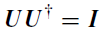 UU† = I